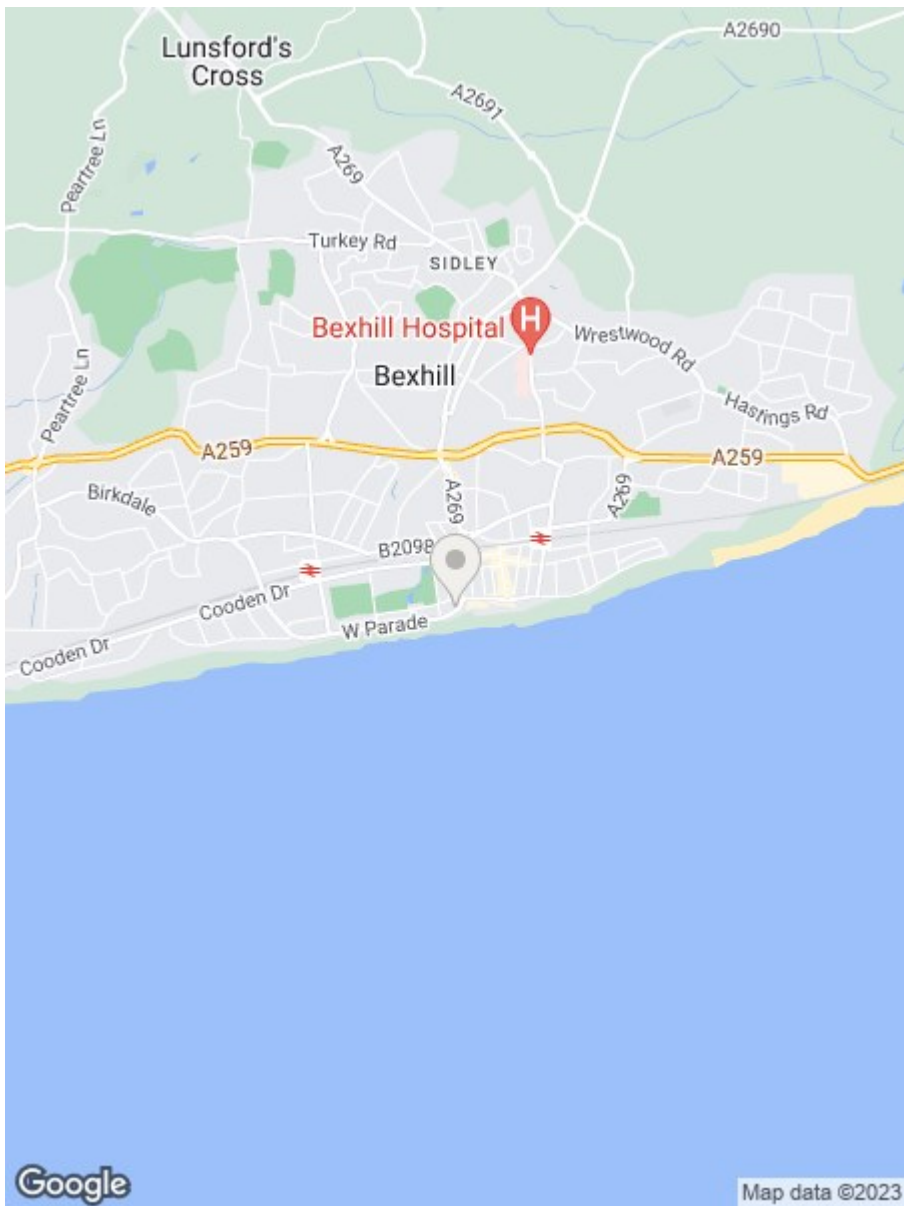 Lunsford's
Cross
A2690
A2691
Peartree Ln
A269
Turkey Rd
SIDLEY
Bexhill Hospital
H
Wrestwood Rd
Bexhill
Peartree Ln
Hastings Rd
A259
A259
Birkdale
A269
A269
B2098
Cooden Dr
W Parade
Cooden Dr
Google
Map data ©2023